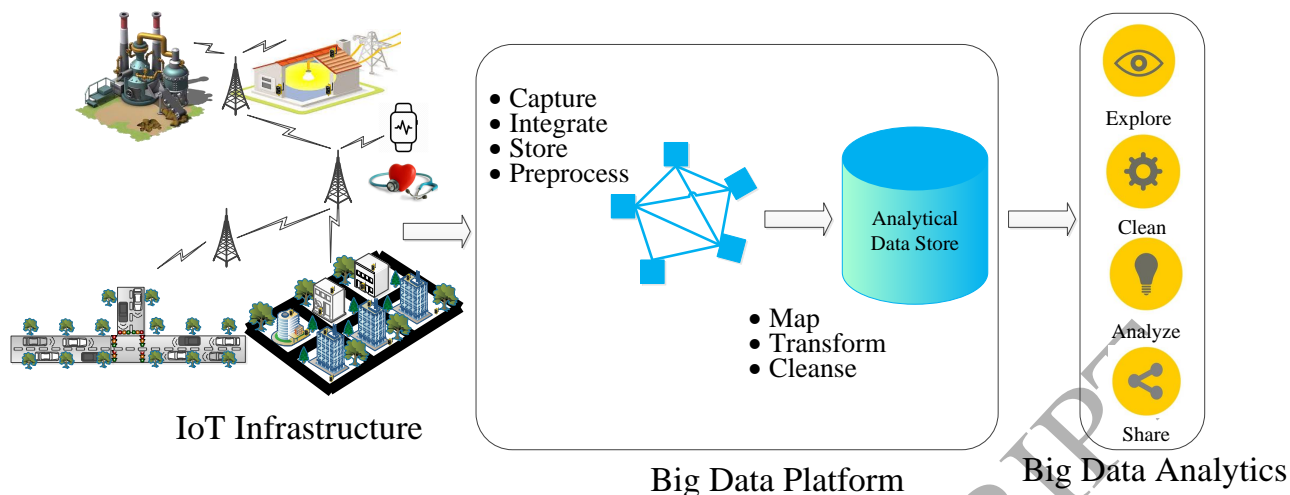 • Capture
• Integrate
• Store
• Preprocess
Analytical
Data Store
• Map
• Transform
• Cleanse
Explore
Clean
Analyze
Share
IoT Infrastructure
Big Data Platform
Big Data Analytics
RIPT